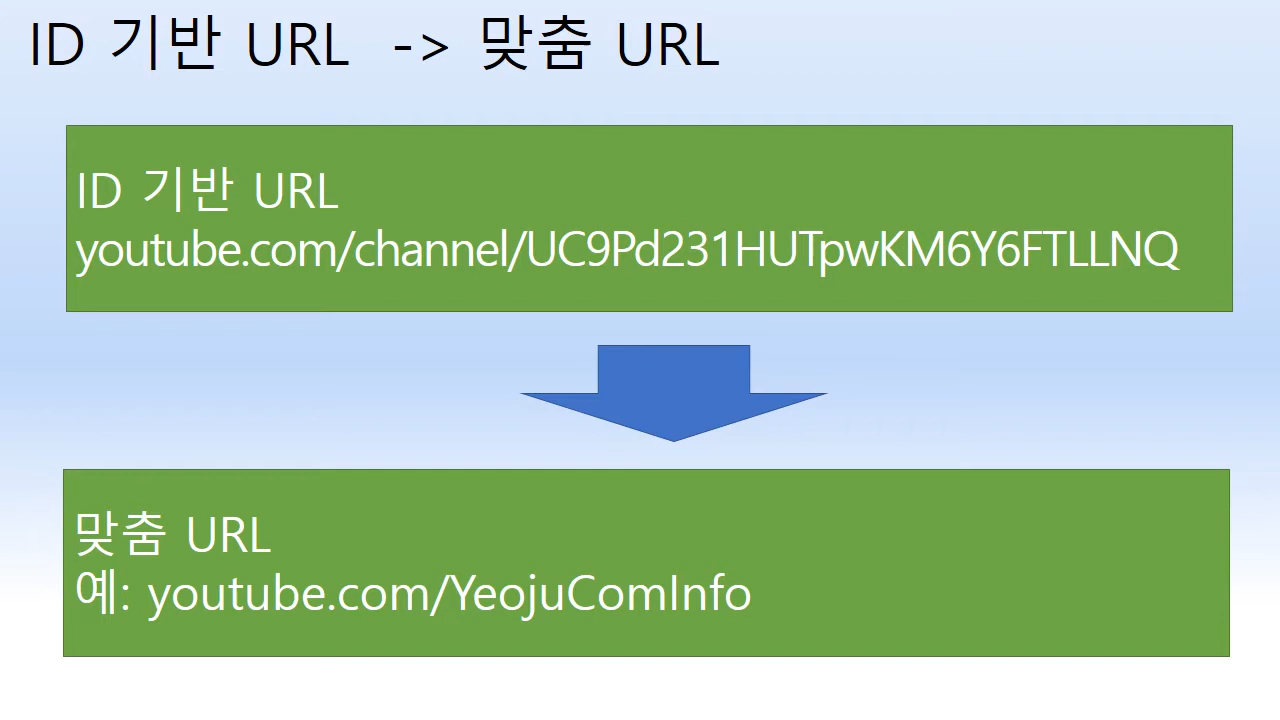 ID 기반 URL -> 맞춤 URL
ID 기반 URL
youtube.com/channel/UC9Pd231HUTpwKM6Y6FTLLNQ
맞춤 URL
예: youtube.com/YeojuComInfo